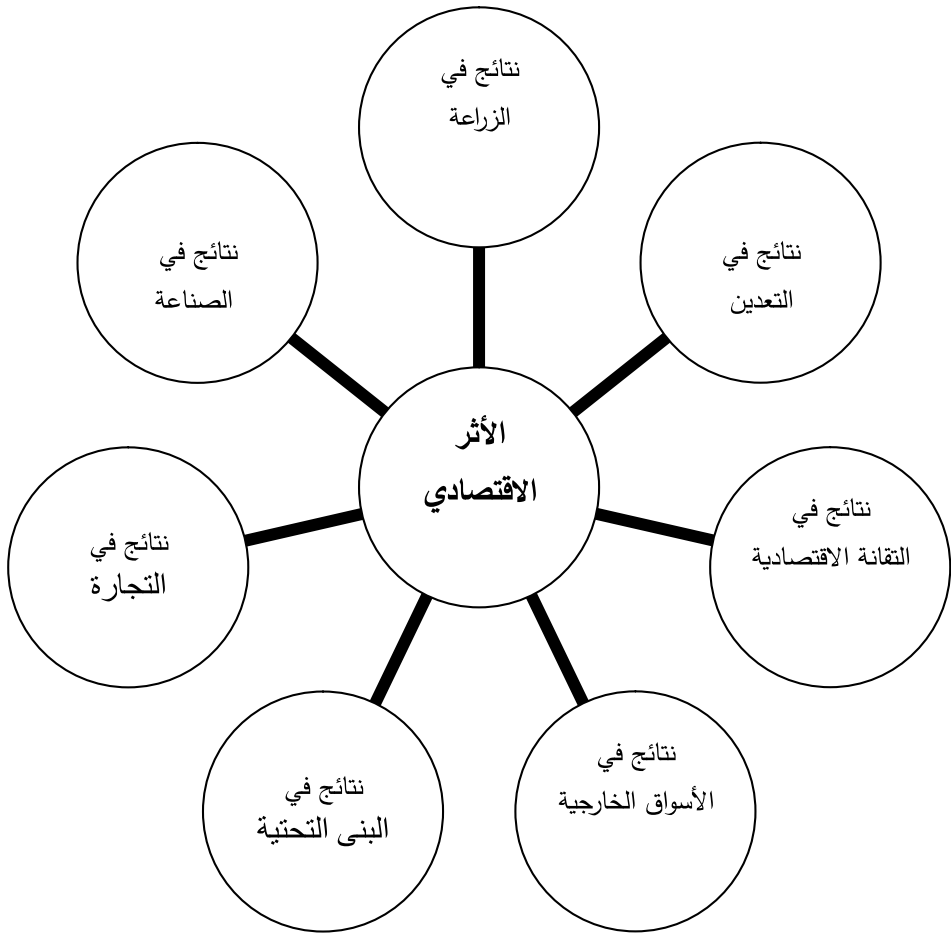 نتائج في
الزراعة
نتائج في
التعدين
نتائج في
الصناعة
الأثر
الاقتصادي
نتائج في
التقانة الاقتصادية
نتائج في
التجارة
نتائج في
الأسواق الخارجية
نتائج في
البنى التحتية